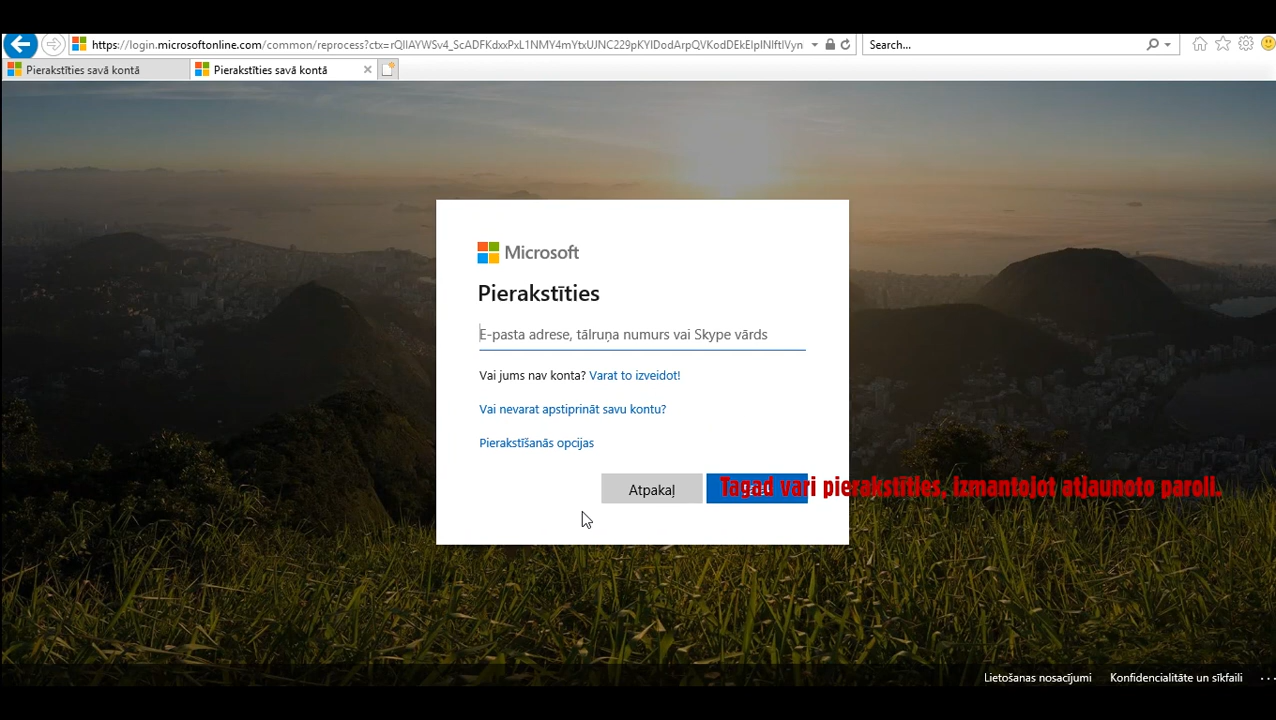 https://login.microsoftonline.com/common/reprocess?ctx=
Search...
Pierakstīties savā kontā
Pierakstīties savā kontā
Microsoft
Pierakstīties
E-pasta adrese, tālruņa numurs vai Skype vārds
Vai jums nav konta? Varat to izveidot!
Vai nevarat apstiprināt savu kontu?
Pierakstīšanās opcijas
Atpakaļ
Tagad vari pierakstīties, izmantojot atjaunoto paroli.
Lietošanas nosacījumi Konfidencialitāte un sīkfaili ...